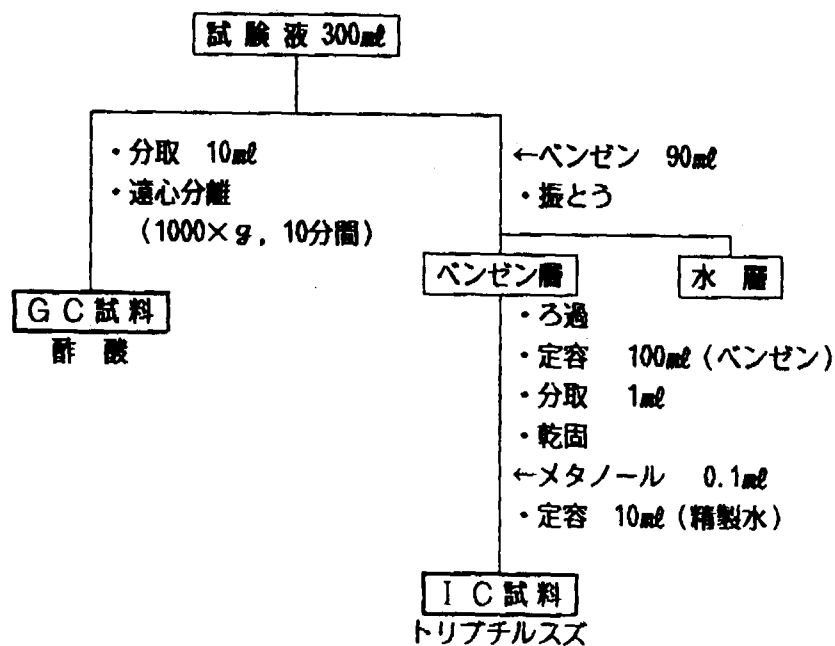 試験液 300㎖
・分取 10㎖
・遠心分離
(1000×g, 10分間)
GC試料
酢酸
←ベンゼン 90㎖
・振とう
ベンゼン層
水層
・ろ過
・定容 100㎖(ベンゼン)
・分取 1㎖
・乾固
←メタノール 0.1㎖
・定容 10㎖(精製水)
IC試料
トリブチルスズ